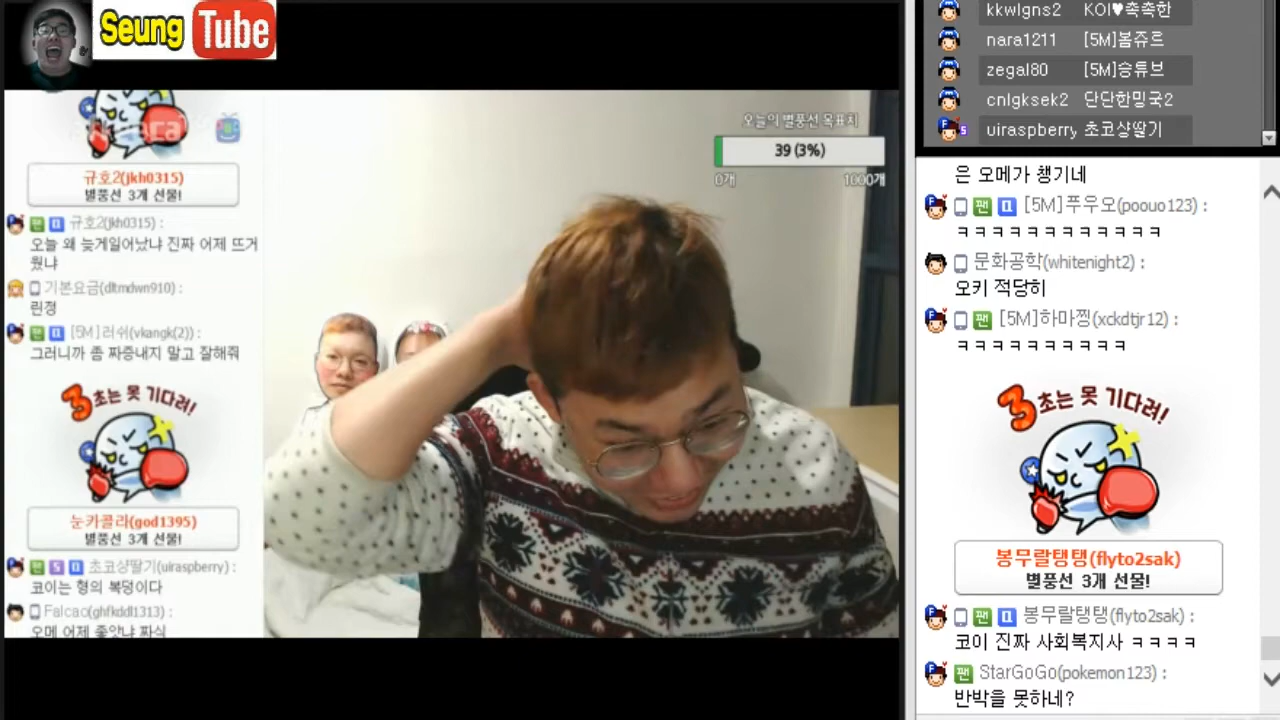 Seung Tube
규호2(jkh0315)
별풍선 3개 선물!
규호2(jkh0315) :
오늘 왜 늦게일어났냐 진짜 어제 뜨거
웠냐
기본요금(dltmdwn910) :
린정
[5M]러쉬(vkangk(2)) :
그러니까 좀 짜증내지 말고 잘해줘
3초는 못 기다려!
눈카콜라(god1395)
별풍선 3개 선물!
초코샹딸기(uiraspberry) :
코이는 형의 복덩이다
Falcao(ghfkddl1313) :
오메 어제 좋앗냐 짜식
오늘의 별풍선 목표치
39 (3%)
0개 1000개
kkwlgns2 KOI♥촉촉한
nara1211 [5M]봄쥬르
zegal80 [5M]승튜브
cnlgksek2 단단한밍국2
uiraspberry 초코샹딸기
은 오메가 챙기네
[5M]푸우오(poouo123) :
ㅋㅋㅋㅋㅋㅋㅋㅋㅋㅋㅋㅋ
문화공학(whitenight2) :
오키 적당히
[5M]하마찡(xckdtjr12) :
ㅋㅋㅋㅋㅋㅋㅋㅋㅋㅋ
3초는 못 기다려!
봉무랄탱탱(flyto2sak)
별풍선 3개 선물!
봉무랄탱탱(flyto2sak) :
코이 진짜 사회복지사 ㅋㅋㅋㅋ
StarGoGo(pokemon123) :
반박을 못하네?